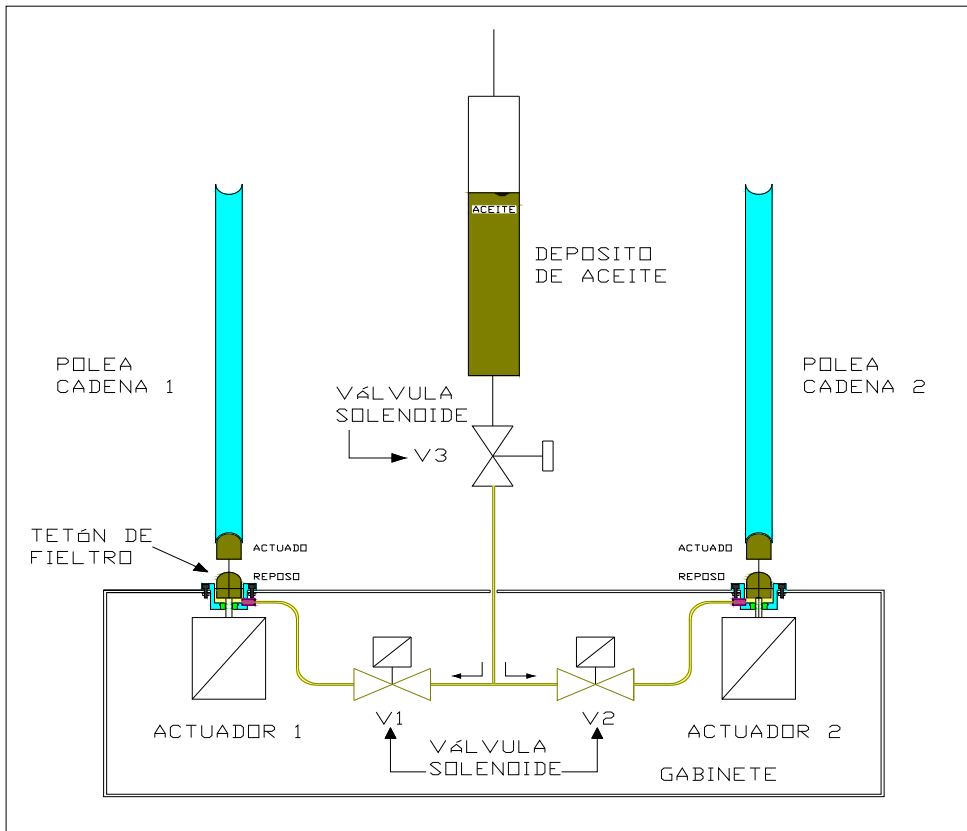 ACEITE
DEPOSITO
DE ACEITE
POLEA
CADENA 1
POLEA
CADENA 2
VÁLVULA
SOLENOIDE
V3
TETóN DE
FIELTRO
ACTUADO
REPOSO
ACTUADO
REPOSO
ACTUADOR 1
V1
V2
ACTUADOR 2
VÁLVULA
SOLENOIDE
GABINETE